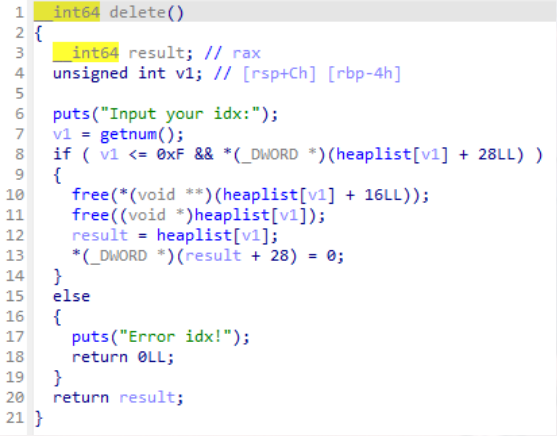 1 __int64 delete()
2 {
3   __int64 result; // rax
4   unsigned int v1; // [rsp+Ch] [rbp-4h]
5
6   puts("Input your idx:");
7   v1 = getnum();
8   if ( v1 <= 0xF && *(_DWORD *)(heaplist[v1] + 28LL) )
9   {
10     free(*(void **)(heaplist[v1] + 16LL));
11     free((void *)heaplist[v1]);
12     result = heaplist[v1];
13     *(_DWORD *)(result + 28) = 0;
14   }
15   else
16   {
17     puts("Error idx!");
18     return 0LL;
19   }
20   return result;
21 }